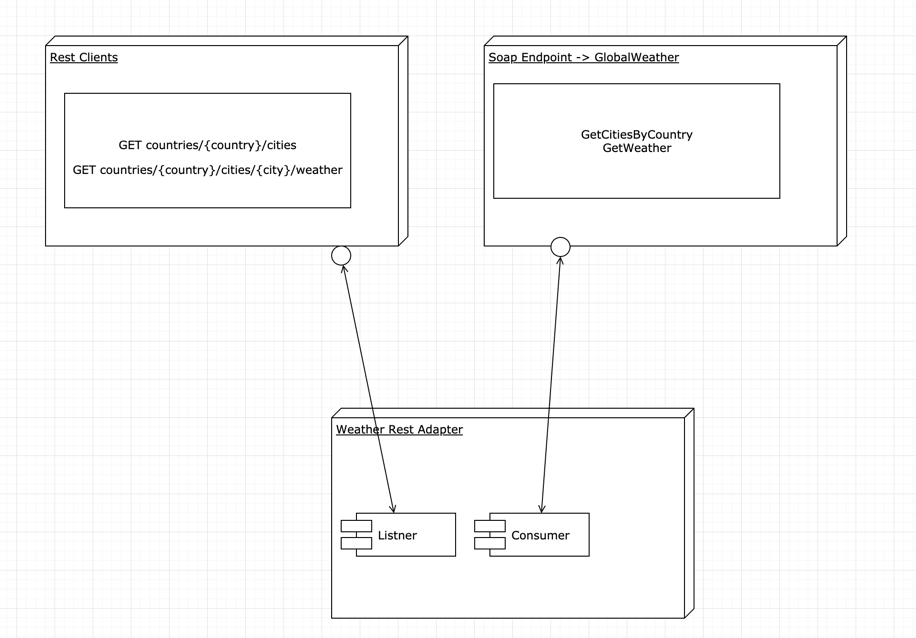 Rest Clients
GET countries/{country}/cities
GET countries/{country}/cities/{city}/weather
Soap Endpoint -> GlobalWeather
GetCitiesByCountry
GetWeather
Weather Rest Adapter
Listner
Consumer